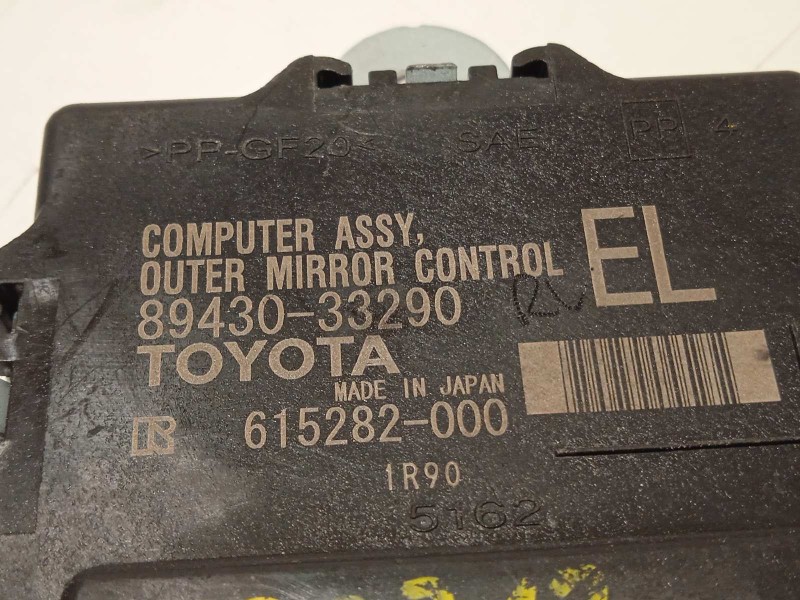 >PP-GF20< SAE PP 4
COMPUTER ASSY,
OUTER MIRROR CONTROL
EL
89430-33290
TOYOTA
MADE IN JAPAN
615282-000
1R90
5162